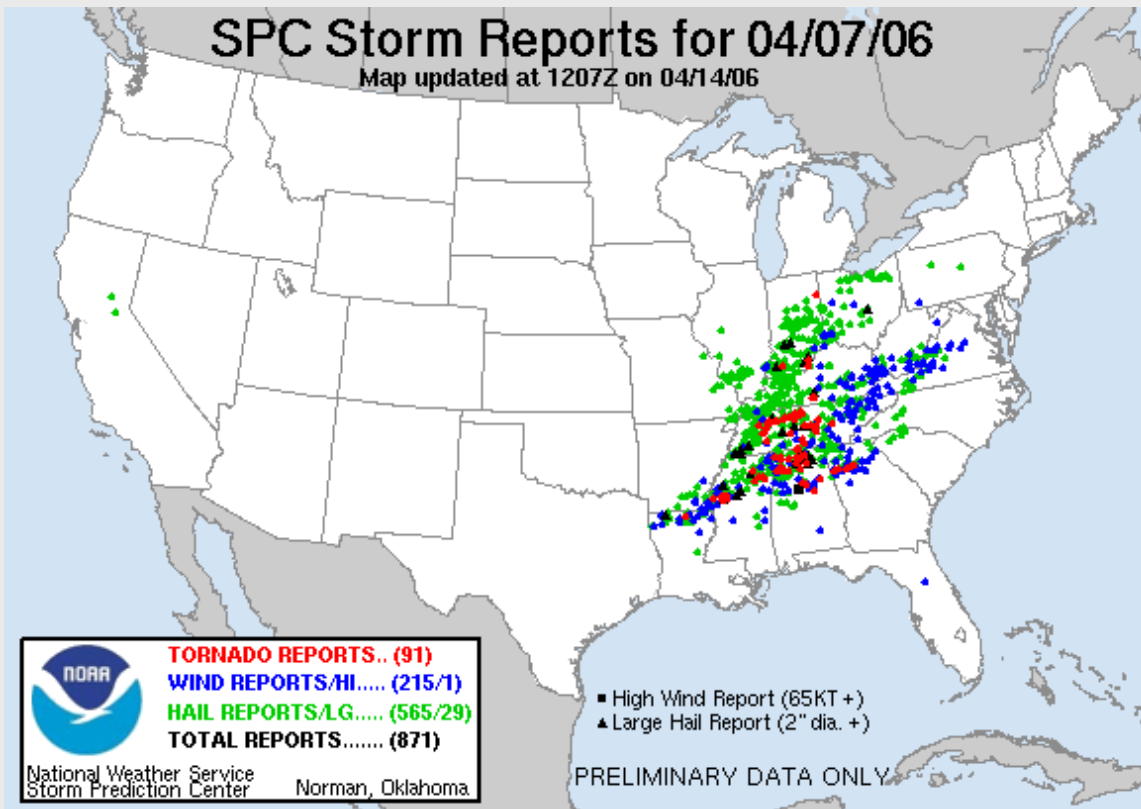 SPC Storm Reports for 04/07/06
Map updated at 1207Z on 04/14/06
NOAA
TORNADO REPORTS.. (91)
WIND REPORTS/HI..... (215/1)
HAIL REPORTS/LG..... (565/29)
TOTAL REPORTS....... (871)
National Weather Service
Storm Prediction Center
Norman, Oklahoma
■ High Wind Report (65KT +)
▲ Large Hail Report (2" dia. +)
PRELIMINARY DATA ONLY